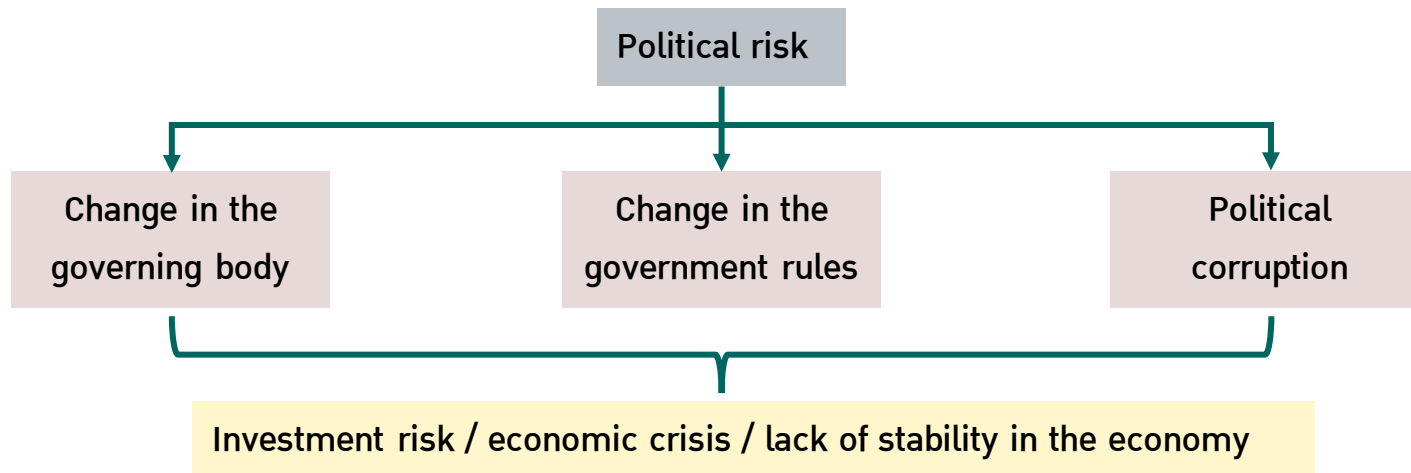 Political risk
Change in the
governing body
Change in the
government rules
Political
corruption
Investment risk / economic crisis / lack of stability in the economy